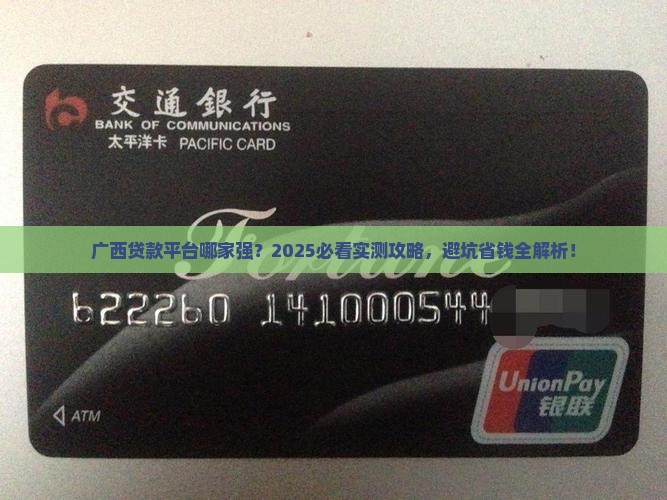 交通銀行
BANK OF COMMUNICATIONS
太平洋卡 PACIFIC CARD
Fortune
广西贷款平台哪家强？2025必看实测攻略，避坑省钱全解析！
622260 141000544
UnionPay
银联
ATM